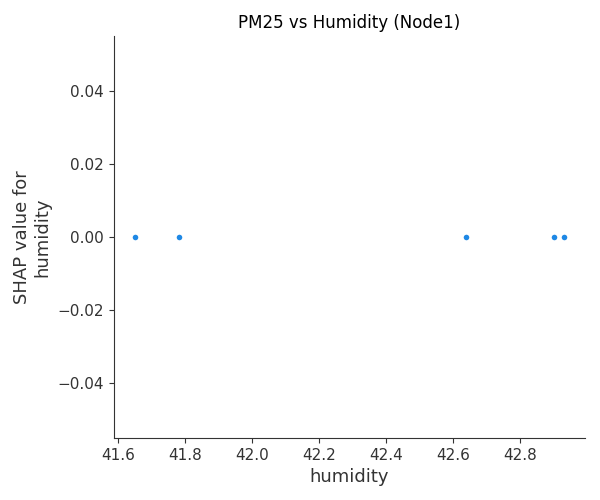 PM25 vs Humidity (Node1)
0.04
0.02
0.00
−0.02
−0.04
SHAP value for
humidity
41.6 41.8 42.0 42.2 42.4 42.6 42.8
humidity